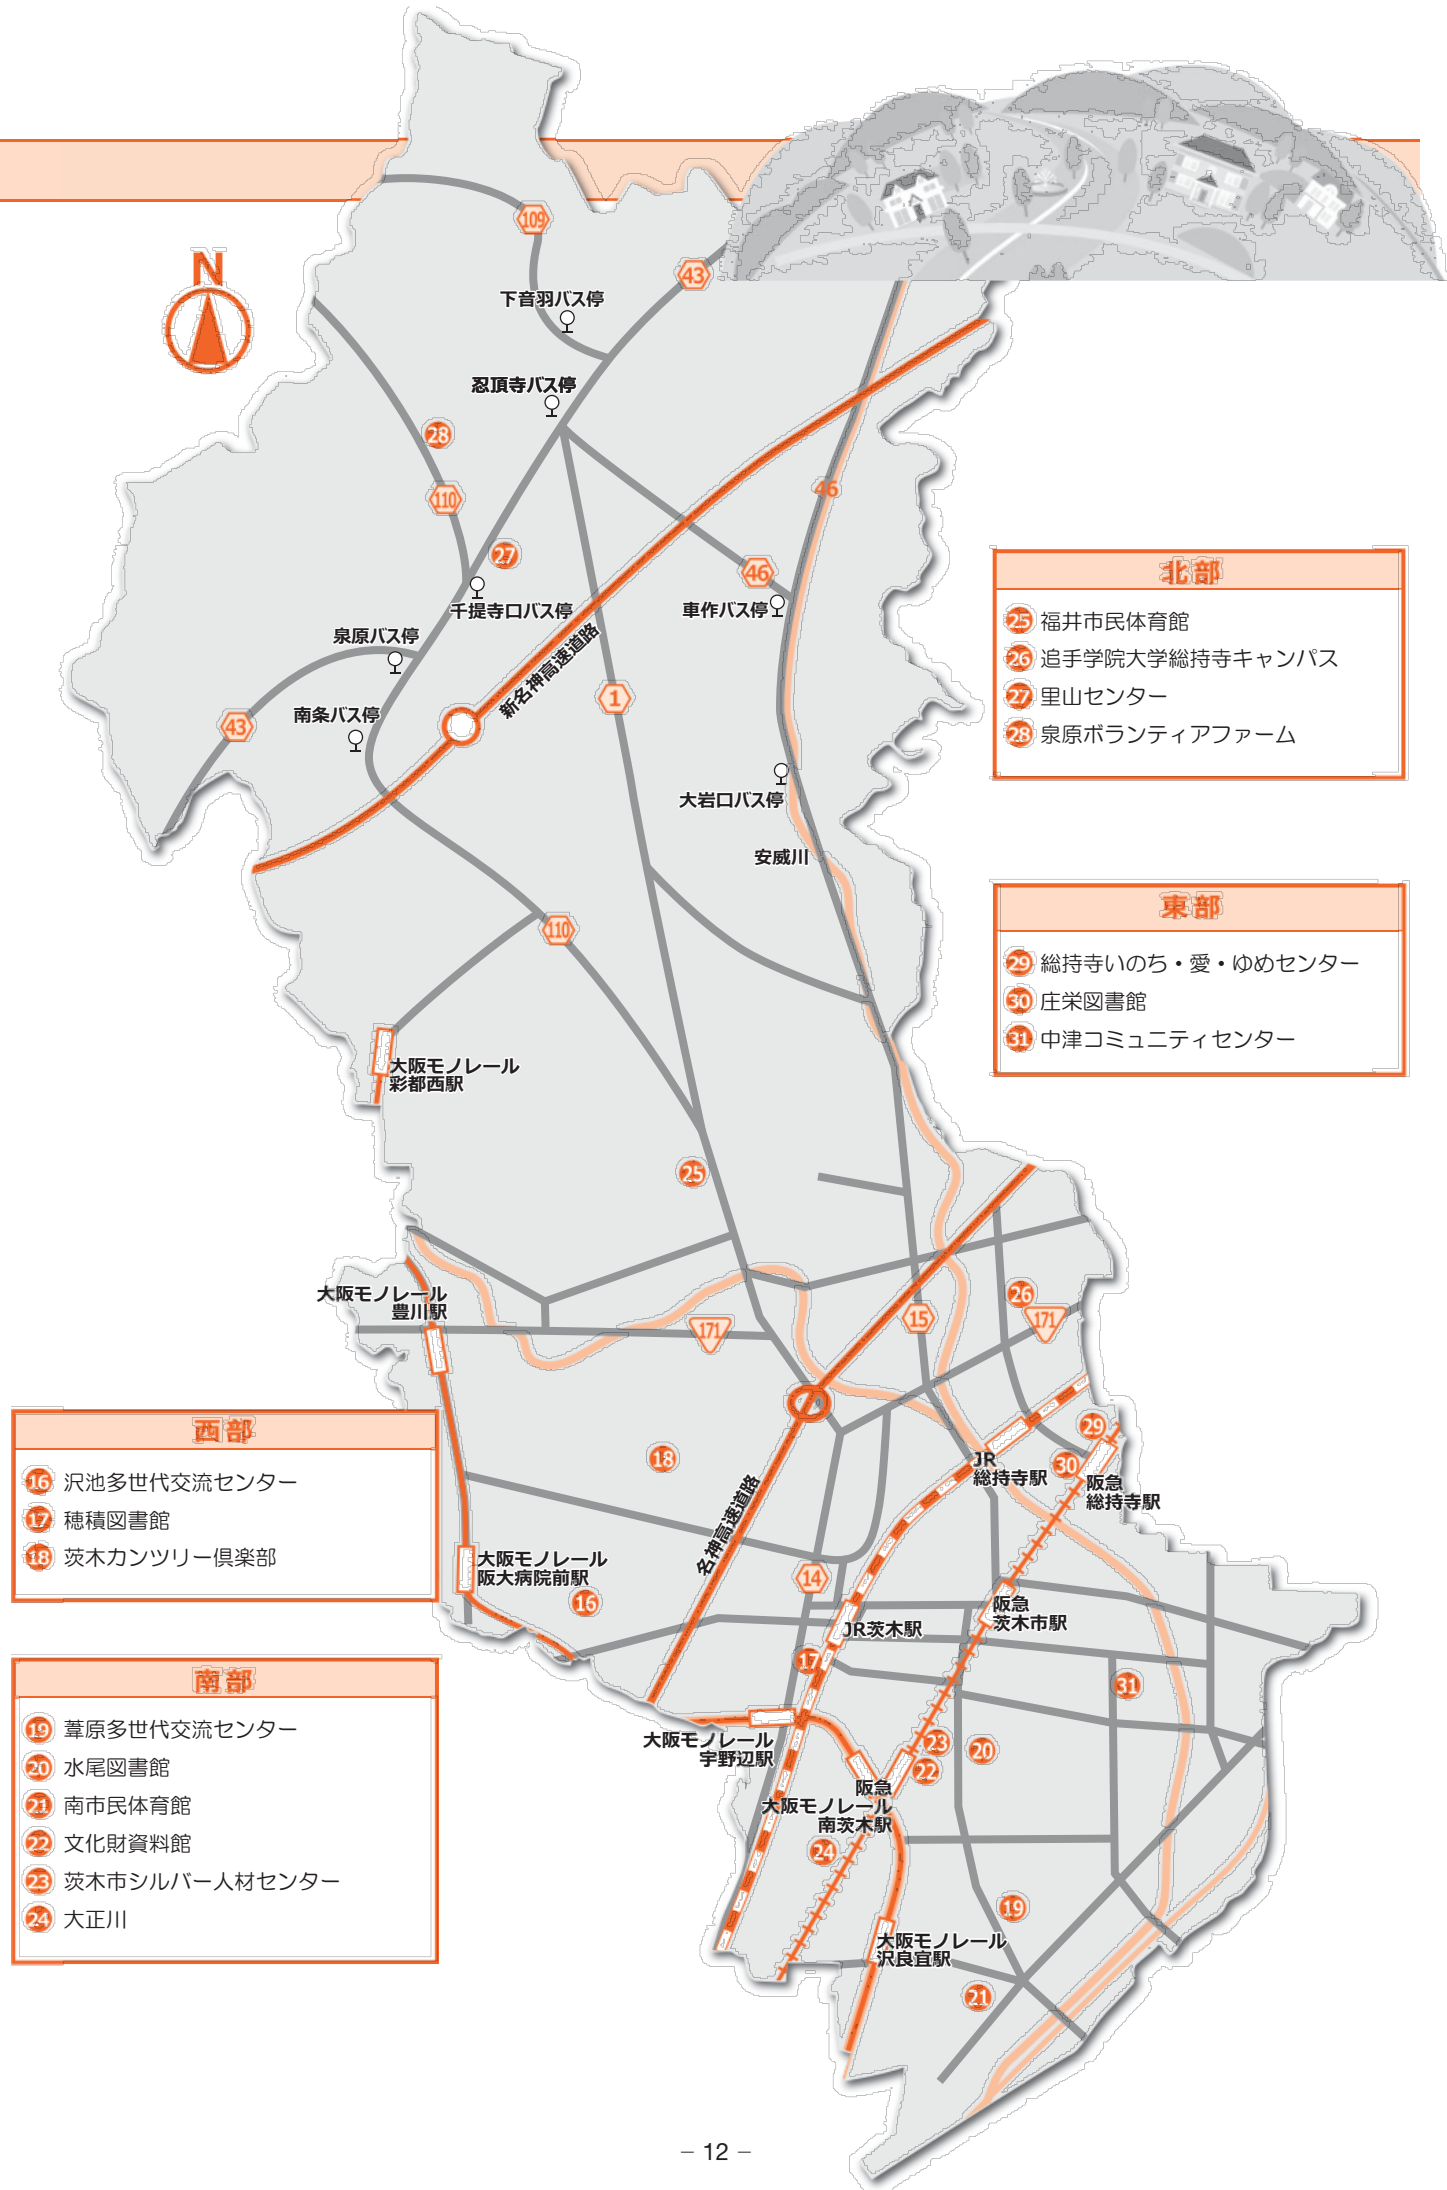 N
109
43
下音羽バス停
忍頂寺バス停
28
110
46
27
46
千提寺口バス停
車作バス停
泉原バス停
新名神高速道路
1
南条バス停
43
大岩口バス停
安威川
110
大阪モノレール
彩都西駅
25
大阪モノレール
豊川駅
171
15
26
171
18
29
30
JR
総持寺駅
阪急
総持寺駅
名神高速道路
大阪モノレール
阪大病院前駅
16
14
阪急
茨木市駅
JR茨木駅
17
31
大阪モノレール
宇野辺駅
23
20
22
阪急
大阪モノレール
南茨木駅
24
19
大阪モノレール
沢良宜駅
21
北部
25 福井市民体育館
26 追手学院大学総持寺キャンパス
27 里山センター
28 泉原ボランティアファーム
東部
29 総持寺いのち・愛・ゆめセンター
30 庄栄図書館
31 中津コミュニティセンター
西部
16 沢池多世代交流センター
17 穂積図書館
18 茨木カンツリー倶楽部
南部
19 葦原多世代交流センター
20 水尾図書館
21 南市民体育館
22 文化財資料館
23 茨木市シルバー人材センター
24 大正川
− 12 −